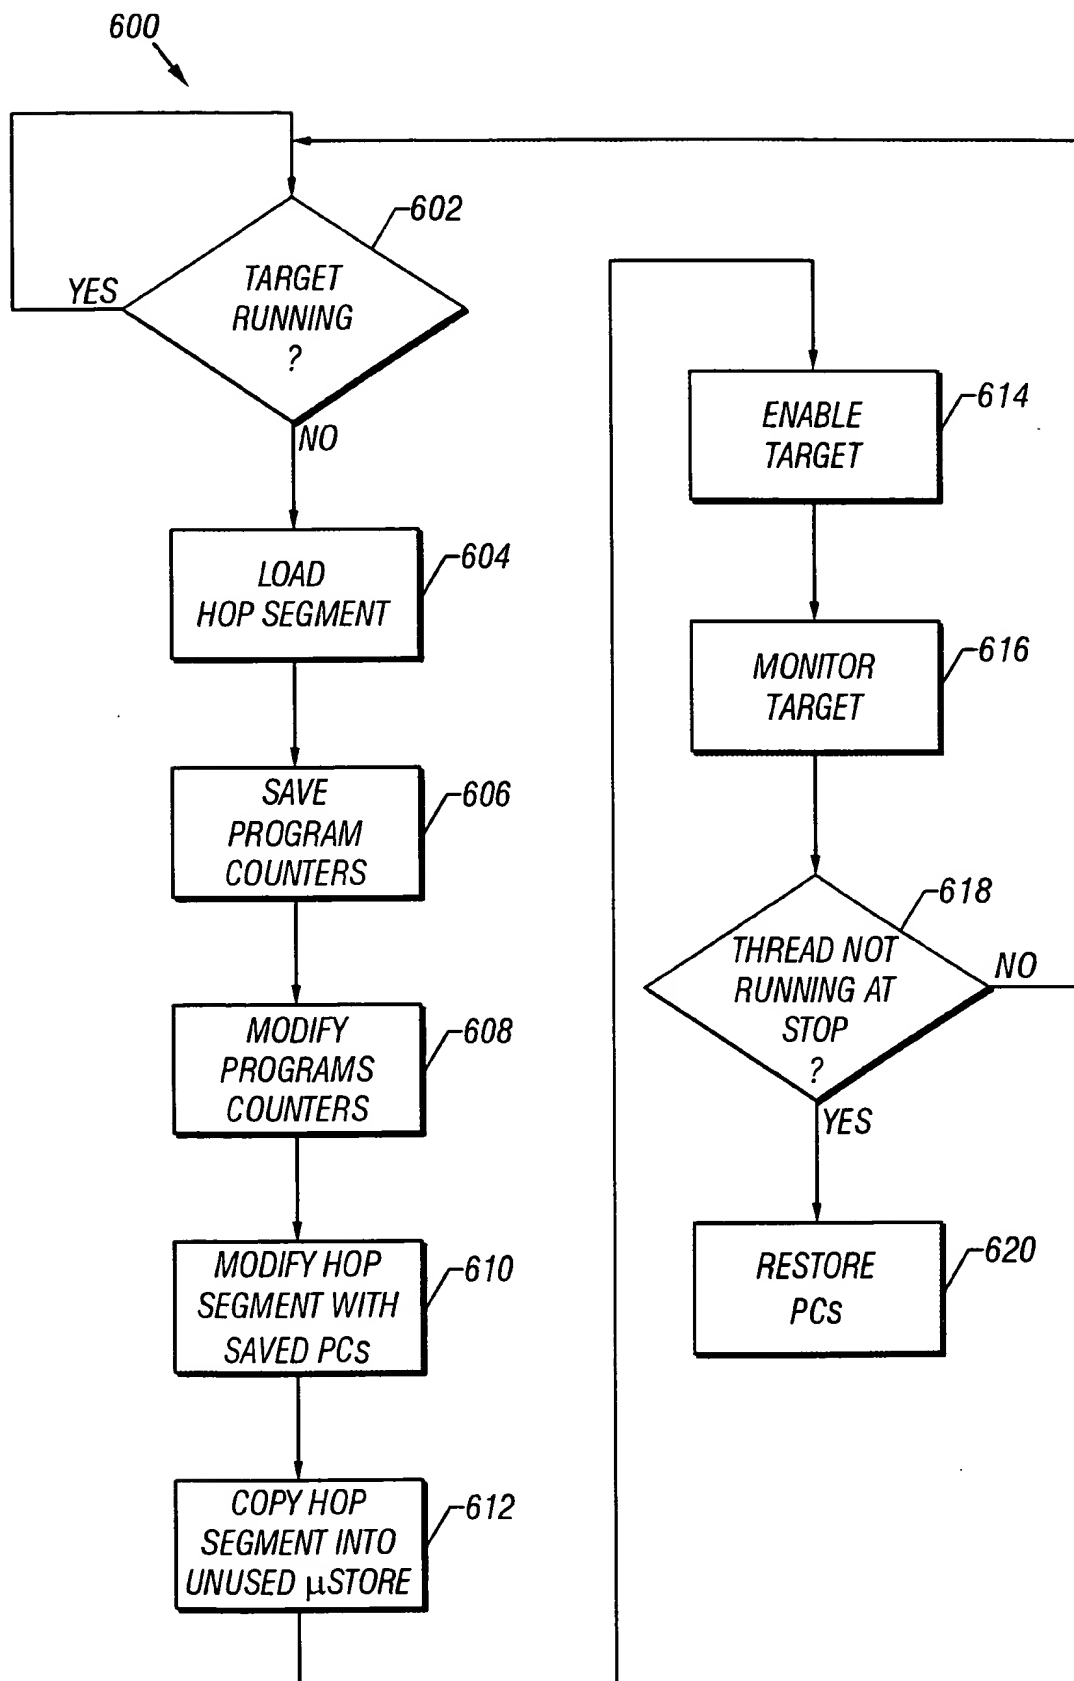 600
602
TARGET
RUNNING
?
YES
NO
604
LOAD
HOP SEGMENT
606
SAVE
PROGRAM
COUNTERS
608
MODIFY
PROGRAMS
COUNTERS
610
MODIFY HOP
SEGMENT WITH
SAVED PCs
612
COPY HOP
SEGMENT INTO
UNUSED μSTORE
614
ENABLE
TARGET
616
MONITOR
TARGET
618
THREAD NOT
RUNNING AT
STOP
?
NO
YES
620
RESTORE
PCs